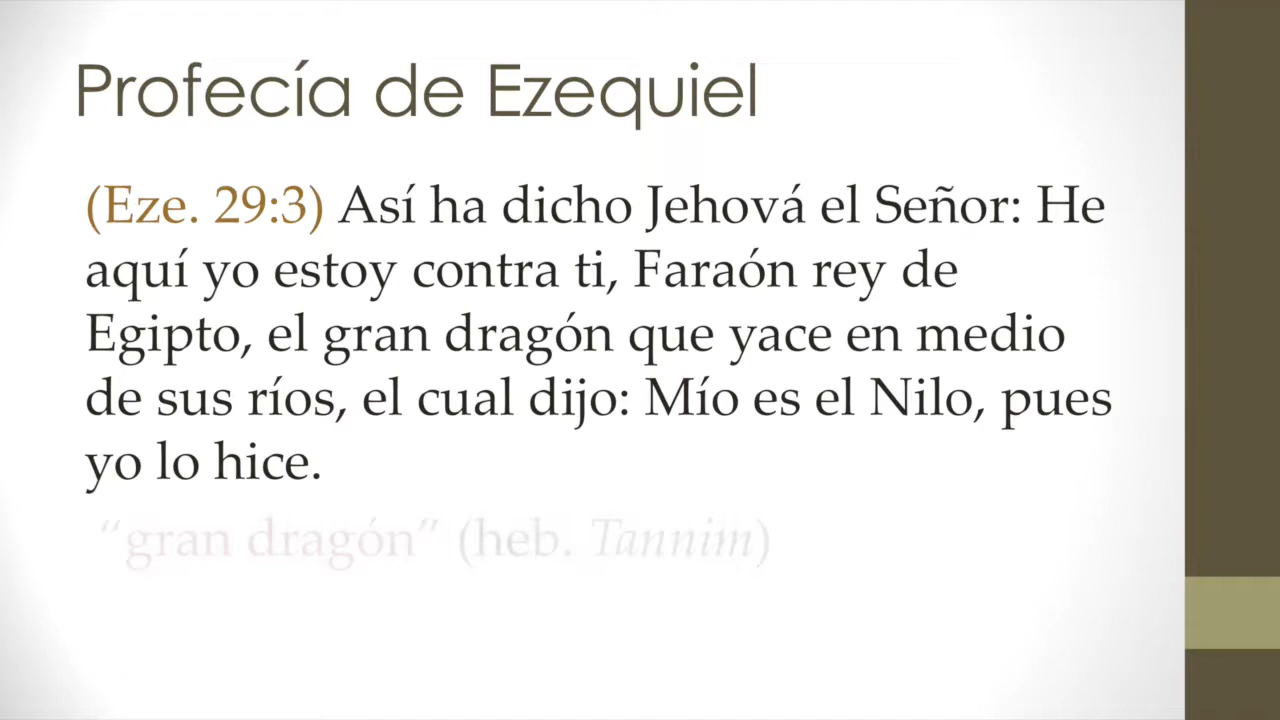 Profecía de Ezequiel
(Eze. 29:3) Así ha dicho Jehová el Señor: He
aquí yo estoy contra ti, Faraón rey de
Egipto, el gran dragón que yace en medio
de sus ríos, el cual dijo: Mío es el Nilo, pues
yo lo hice.
“gran dragón” (heb. Tannim)